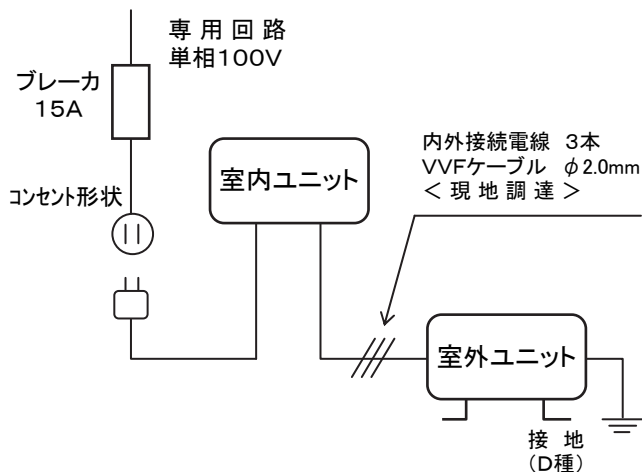 専用回路
単相100V
ブレーカ
15A
コンセント形状
室内ユニット
内外接続電線 3本
VVFケーブル φ2.0mm
<現地調達>
室外ユニット
接地
(D種)